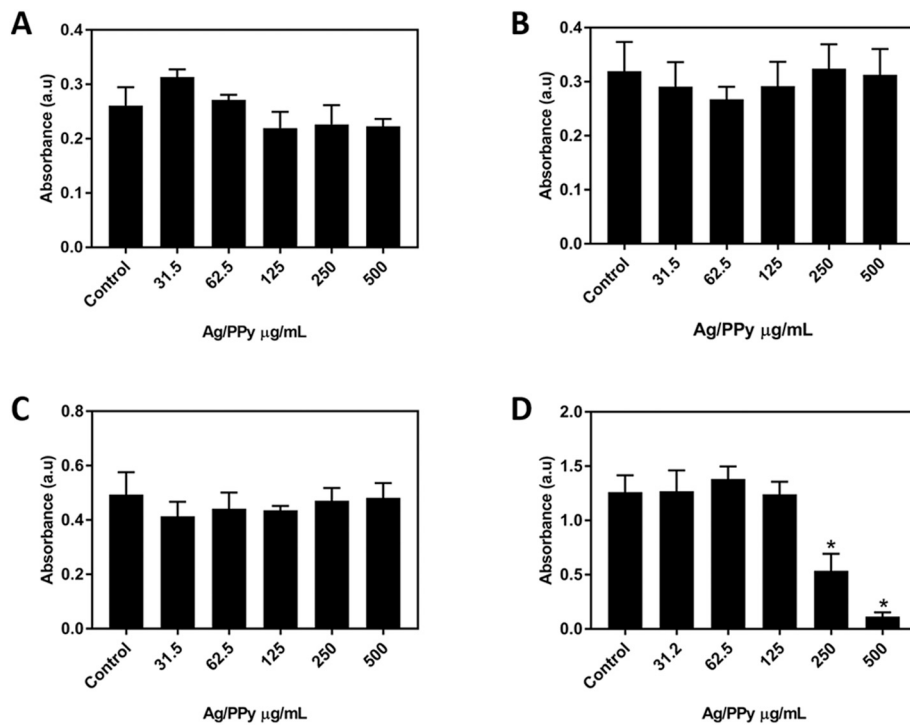 A
Absorbance (a.u)
0.4
0.3
0.2
0.1
0.0
Control
31.5
62.5
125
250
500
Ag/PPy μg/mL
B
Absorbance (a.u)
0.4
0.3
0.2
0.1
0.0
Control
31.5
62.5
125
250
500
Ag/PPy μg/mL
C
Absorbance (a.u)
0.8
0.6
0.4
0.2
0.0
Control
31.5
62.5
125
250
500
Ag/PPy μg/mL
D
Absorbance (a.u)
2.0
1.5
1.0
0.5
0.0
*
*
Control
31.2
62.5
125
250
500
Ag/PPy μg/mL